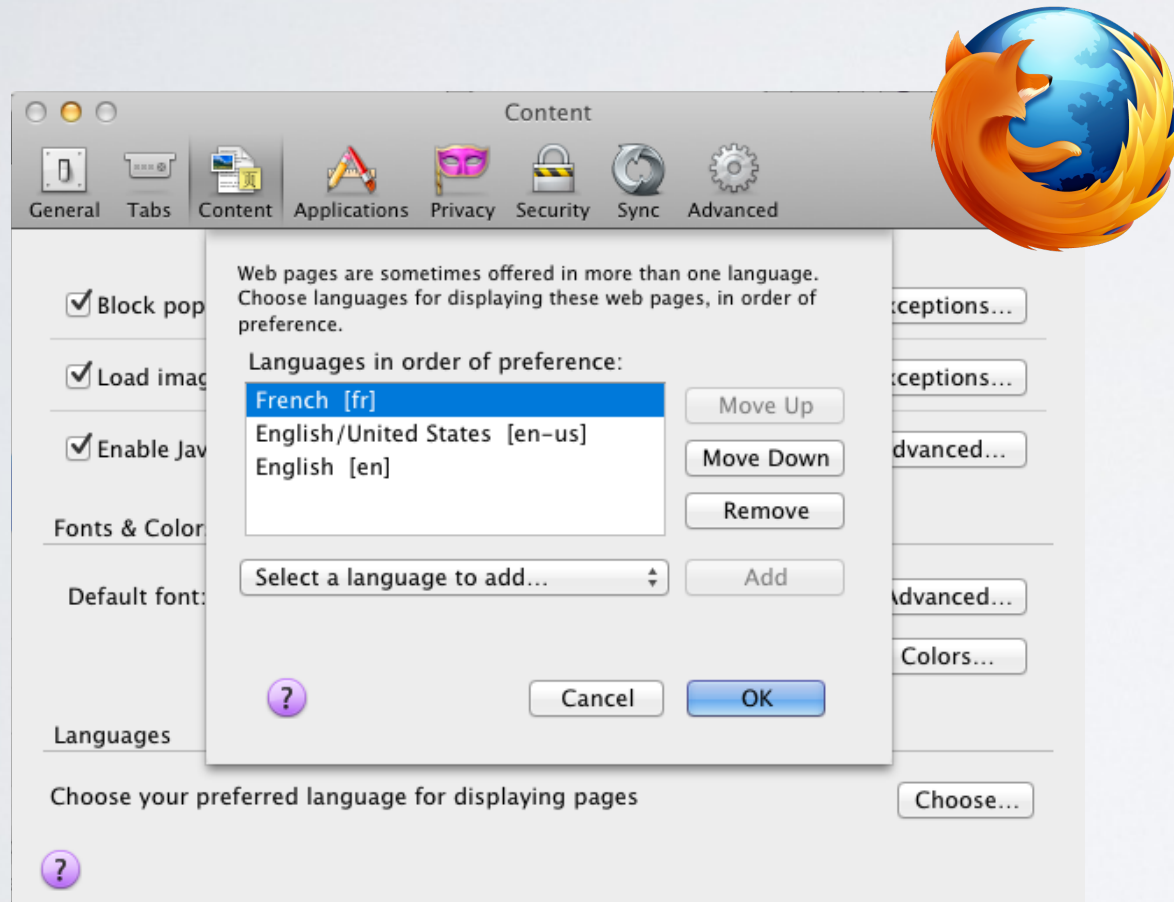 Content
General Tabs Content Applications Privacy Security Sync Advanced
Web pages are sometimes offered in more than one language.
Choose languages for displaying these web pages, in order of
preference.
Languages in order of preference:
French [fr]
English/United States [en-us]
English [en]
Move Up
Move Down
Remove
Select a language to add...
Add
?
Cancel
OK
Block pop
Load imag
Enable Jav
Fonts & Color
Default font:
Colors...
Languages
Choose your preferred language for displaying pages
Choose...
?